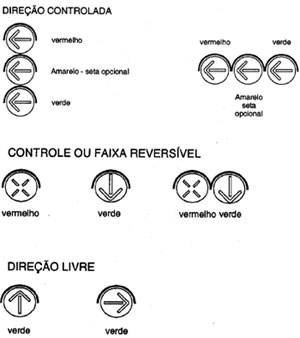 DIREÇÃO CONTROLADA
vermelho
Amarelo - seta opcional
verde
vermelho verde
Amarelo
seta
opcional
CONTROLE OU FAIXA REVERSÍVEL
vermelho
verde
vermelho verde
DIREÇÃO LIVRE
verde
verde